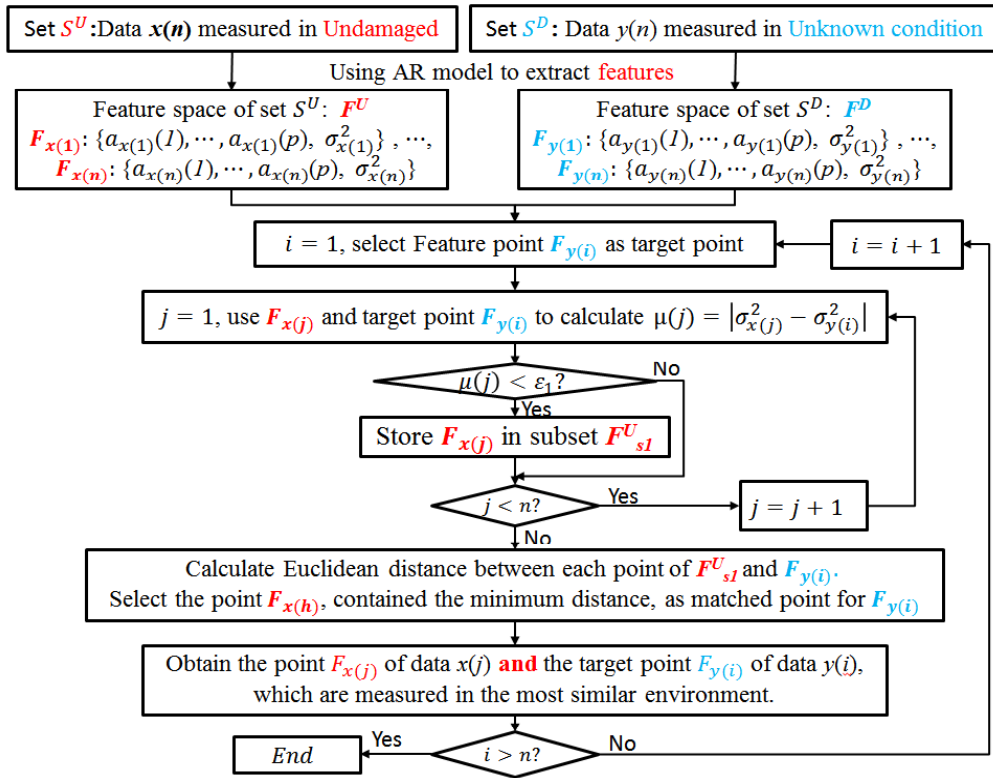 Set S^U:Data x(n) measured in Undamaged
Set S^D: Data y(n) measured in Unknown condition
Using AR model to extract features
Feature space of set S^U: F^U
F_x(1): {a_x(1)(1), ⋯, a_x(1)(p), σ²_x(1)} , ⋯,
F_x(n): {a_x(n)(1), ⋯, a_x(n)(p), σ²_x(n)}
Feature space of set S^D: F^D
F_y(1): {a_y(1)(1), ⋯, a_y(1)(p), σ²_y(1)} , ⋯,
F_y(n): {a_y(n)(1), ⋯, a_y(n)(p), σ²_y(n)}
i = 1, select Feature point F_y(i) as target point
i = i + 1
j = 1, use F_x(j) and target point F_y(i) to calculate μ(j) = |σ²_x(j) − σ²_y(i)|
μ(j) < ε₁?
No
Yes
Store F_x(j) in subset F^U_s1
j < n?
Yes
j = j + 1
No
Calculate Euclidean distance between each point of F^U_s1 and F_y(i).
Select the point F_x(h), contained the minimum distance, as matched point for F_y(i)
Obtain the point F_x(j) of data x(j) and the target point F_y(i) of data y(i),
which are measured in the most similar environment.
End
Yes
i > n?
No